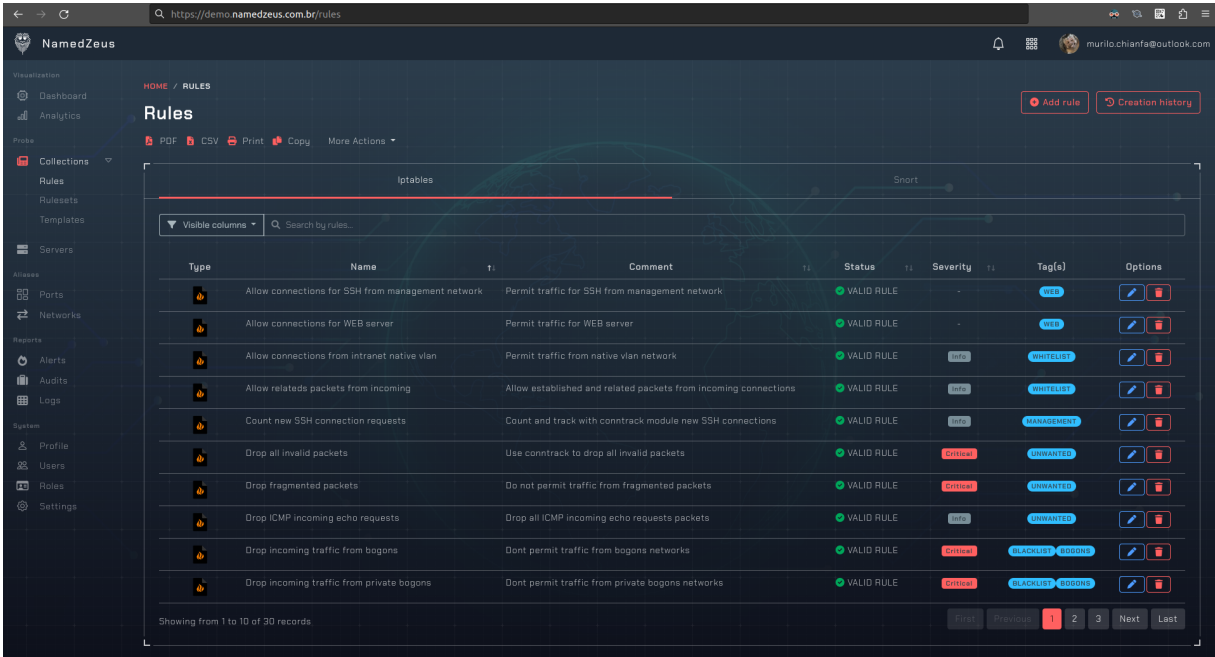 https://demo.namedzeus.com.br/rules
NamedZeus
murilo.chianfa@outlook.com
Visualization
Dashboard
Analytics
Probe
Collections
Rules
Rulesets
Templates
Servers
Aliases
Ports
Networks
Reports
Alerts
Audits
Logs
System
Profile
Users
Roles
Settings
HOME / RULES
Rules
Add rule
Creation history
PDF CSV Print Copy More Actions
Iptables Snort
Visible columns Search by rules...
Type Name Comment Status Severity Tag(s) Options
Allow connections for SSH from management network Permit traffic for SSH from management network VALID RULE - WEB
Allow connections for WEB server Permit traffic for WEB server VALID RULE - WEB
Allow connections from intranet native vlan Permit traffic from native vlan network VALID RULE Info WHITELIST
Allow relateds packets from incoming Allow established and related packets from incoming connections VALID RULE Info WHITELIST
Count new SSH connection requests Count and track with conntrack module new SSH connections VALID RULE Info MANAGEMENT
Drop all invalid packets Use conntrack to drop all invalid packets VALID RULE Critical UNWANTED
Drop fragmented packets Do not permit traffic from fragmented packets VALID RULE Critical UNWANTED
Drop ICMP incoming echo requests Drop all ICMP incoming echo requests packets VALID RULE Info UNWANTED
Drop incoming traffic from bogons Dont permit traffic from bogons networks VALID RULE Critical BLACKLIST BOGONS
Drop incoming traffic from private bogons Dont permit traffic from private bogons networks VALID RULE Critical BLACKLIST BOGONS
Showing from 1 to 10 of 30 records
First Previous 1 2 3 Next Last